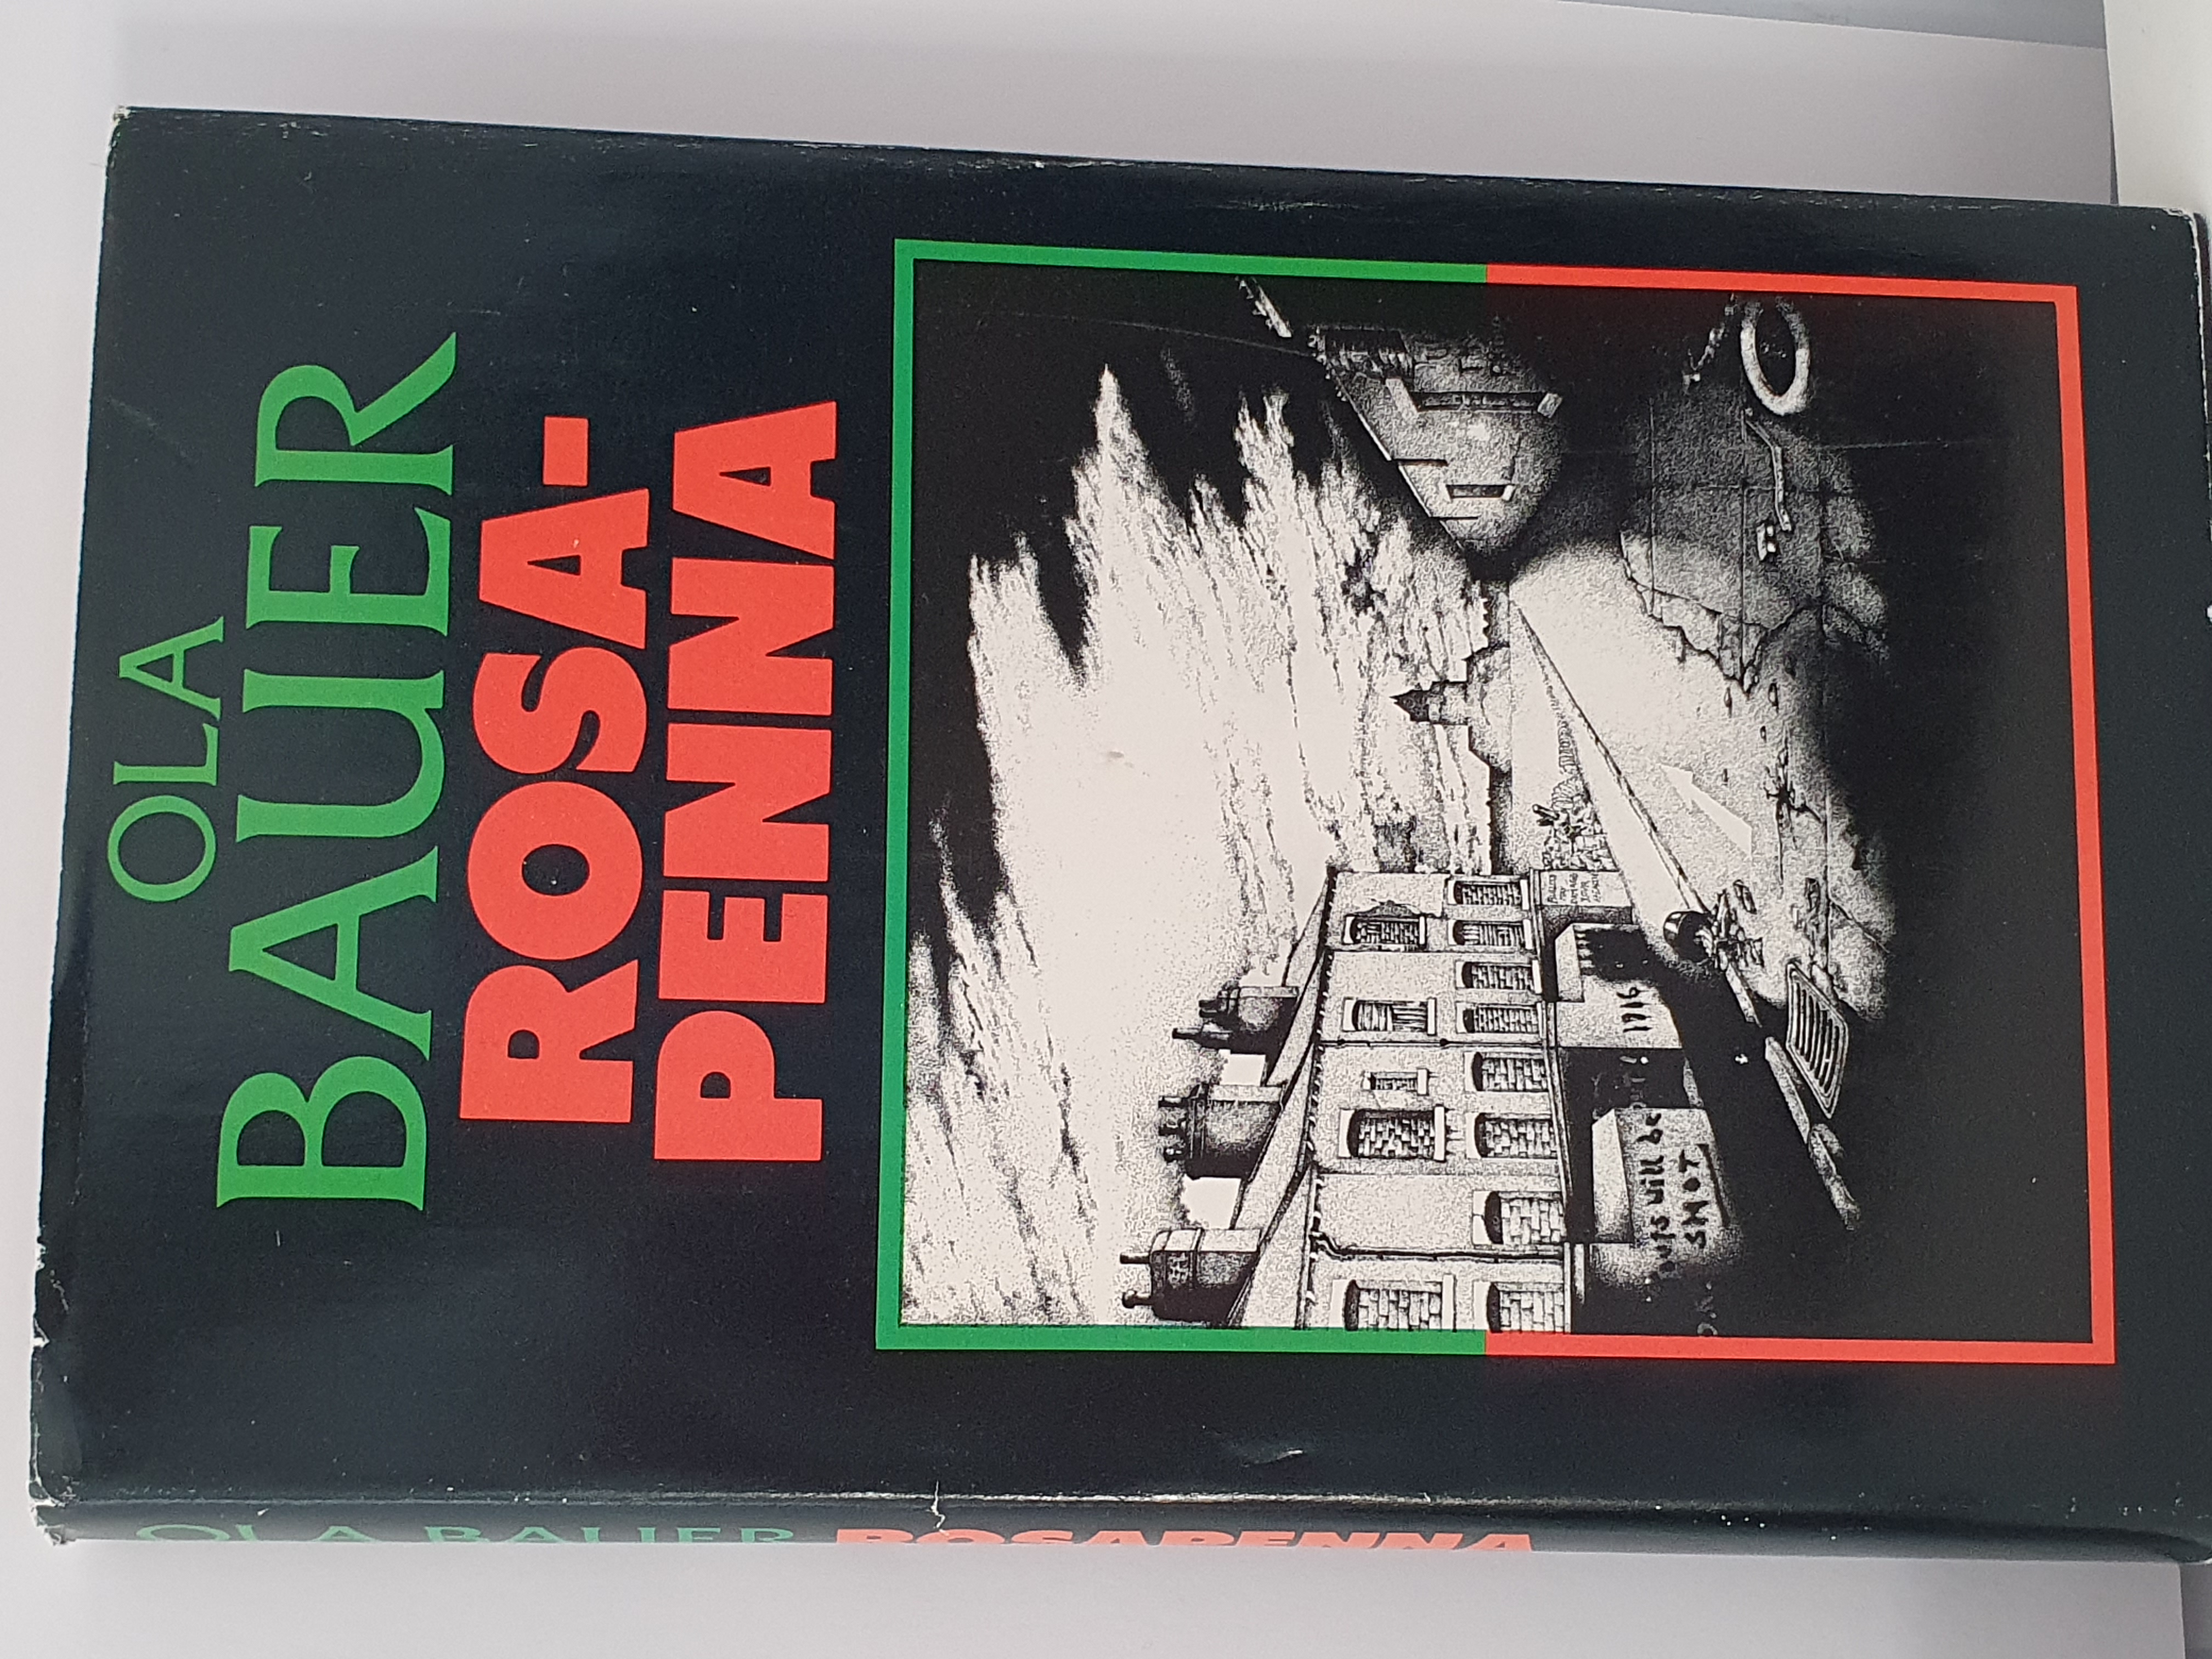 OLA
BAUER
ROSA-
PENNA
1916
will be
SHOT
OLA BAUER ROSAPENNA